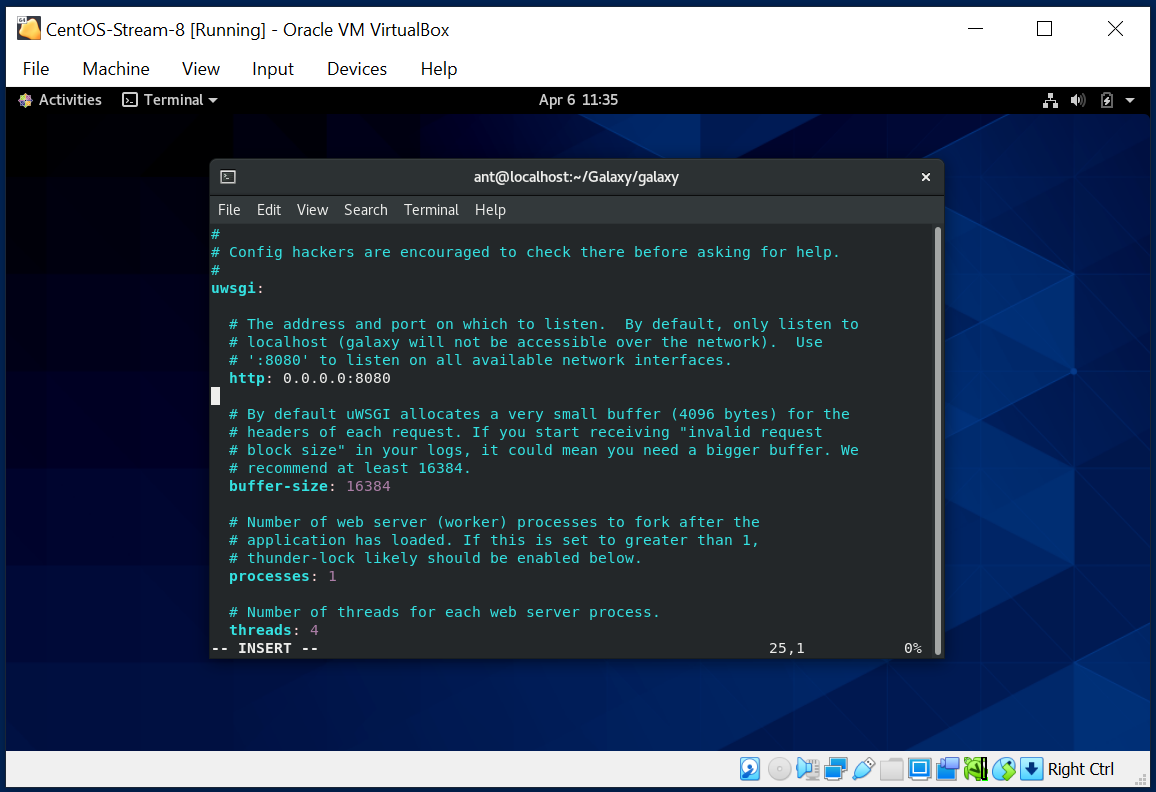 CentOS-Stream-8 [Running] - Oracle VM VirtualBox
File Machine View Input Devices Help
Activities Terminal Apr 6 11:35
ant@localhost:~/Galaxy/galaxy
File Edit View Search Terminal Help
#
# Config hackers are encouraged to check there before asking for help.
#
uwsgi:
# The address and port on which to listen.  By default, only listen to
# localhost (galaxy will not be accessible over the network).  Use
# ':8080' to listen on all available network interfaces.
http: 0.0.0.0:8080
# By default uWSGI allocates a very small buffer (4096 bytes) for the
# headers of each request. If you start receiving "invalid request
# block size" in your logs, it could mean you need a bigger buffer. We
# recommend at least 16384.
buffer-size: 16384
# Number of web server (worker) processes to fork after the
# application has loaded. If this is set to greater than 1,
# thunder-lock likely should be enabled below.
processes: 1
# Number of threads for each web server process.
threads: 4
-- INSERT -- 25,1 0%
Right Ctrl